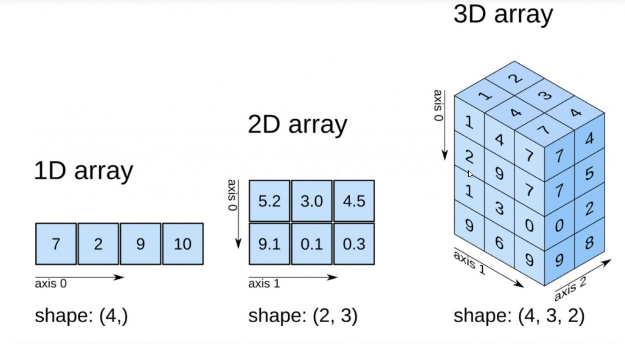 3D array
2D array
1D array
axis 0
7 2 9 10
axis 0
shape: (4,)
axis 0
5.2 3.0 4.5
9.1 0.1 0.3
axis 1
shape: (2, 3)
axis 0
1 2
4 3
7 4
1 4 7
2 9 7
1 3 0
9 6 9
7 4
7 5
0 2
9 8
axis 1
axis 2
shape: (4, 3, 2)